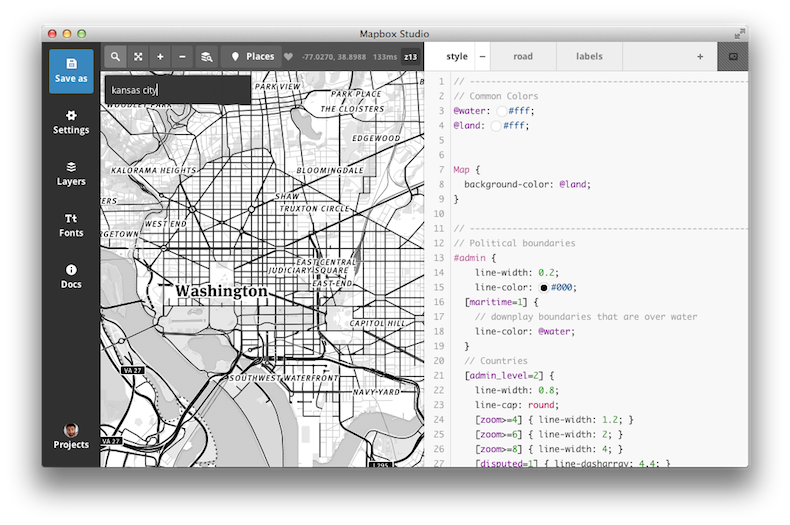 Mapbox Studio
Save as
Settings
Layers
Fonts
Docs
Projects
Places
-77.0270, 38.8988 133ms z13
kansas city
PARK VIEW
PARK PLACE
THE CLOISTERS
WOODLEY PARK
EDGEWOOD
KALORAMA HEIGHTS
BLOOMINGDALE
SHAW
TRUXTON CIRCLE
WEST END
EAST CENTRAL
JUDICIARY SQUARE
EAST END
Washington
CAPITOL HILL
VA 27
SOUTHWEST WATERFRONT
NAVY YARD
VA 27
I 295
style road labels +
1 // ----------------------------------------
2 // Common Colors
3 @water: #fff;
4 @land: #fff;
5
6
7 Map {
8 background-color: @land;
9 }
10
11 // ----------------------------------------
12 // Political boundaries
13 #admin {
14 line-width: 0.2;
15 line-color: #000;
16 [maritime=1] {
17 // downplay boundaries that are over water
18 line-color: @water;
19 }
20 // Countries
21 [admin_level=2] {
22 line-width: 0.8;
23 line-cap: round;
24 [zoom>=4] { line-width: 1.2; }
25 [zoom>=6] { line-width: 2; }
26 [zoom>=8] { line-width: 4; }
27 [disputed=1] { line-dasharray: 4,4; }